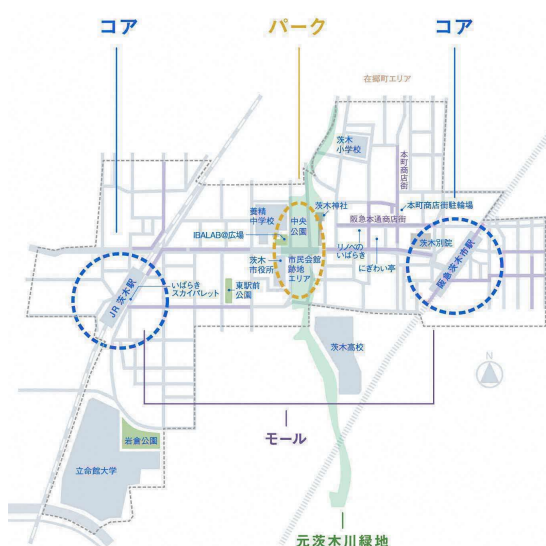 コア
パーク
コア
在郷町エリア
茨木
小学校
本町商店街
養精
中学校
中央
公園
茨木神社
本町商店街駐輪場
阪急本通商店街
IBALAB@広場
リノベの
いばらき
茨木別院
茨木
市役所
市民会館
跡地
エリア
にぎわい亭
阪急茨木市駅
JR 茨木駅
いばらき
スカイパレット
東駅前
公園
茨木高校
N
モール
岩倉公園
立命館大学
元茨木川緑地